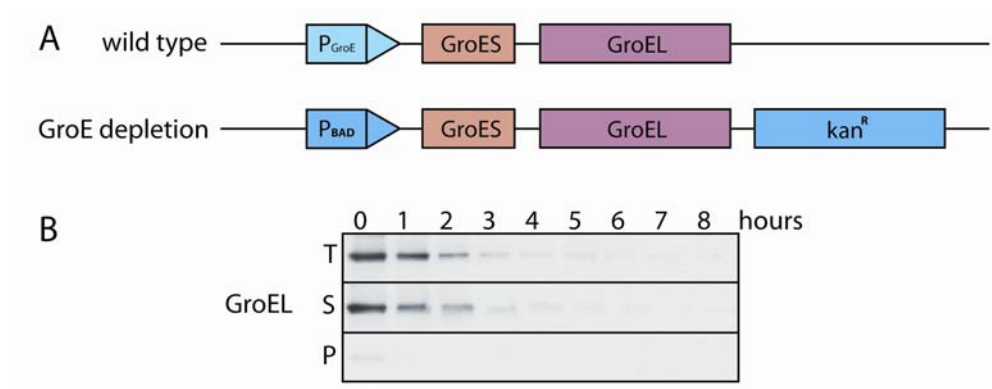 A
wild type PGroE GroES GroEL
GroE depletion PBAD GroES GroEL kanR
B
0 1 2 3 4 5 6 7 8 hours
T
GroEL S
P